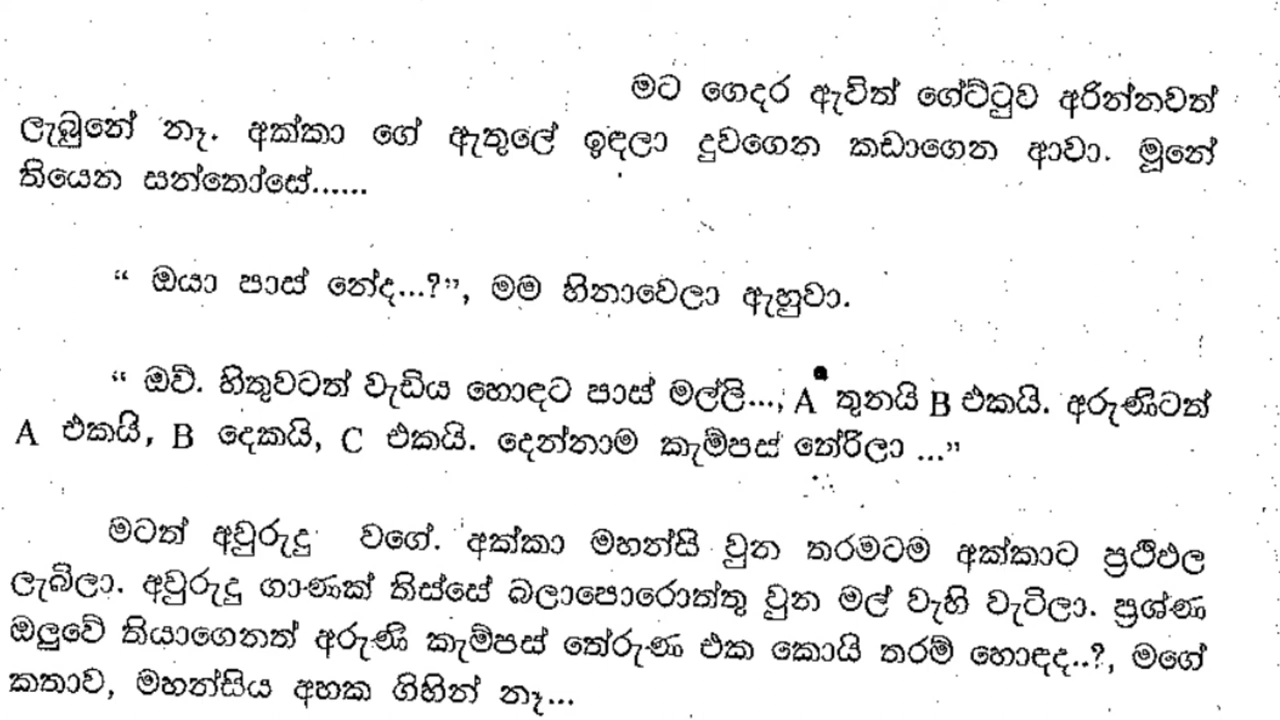 මට ගෙදර ඇවිත් ගේට්ටුව අරින්නවත්
ලැබුනේ නෑ. අක්කා ගේ ඇතුලේ ඉඳලා දුවගෙන කඩාගෙන ආවා. මූනේ
තියෙන සන්තෝසේ......
“ ඔයා පාස් නේද...?”, මම හිනාවෙලා ඇහුවා.
“ ඔව්. හිතුවටත් වැඩිය හොඳට පාස් මල්ලි..., A තුනයි B එකයි. අරුණිටත්
A එකයි, B දෙකයි, C එකයි. දෙන්නාම කැම්පස් තේරිලා ...”
මටත් අවුරුදු වගේ. අක්කා මහන්සි වුන තරමටම අක්කාට ප්‍රථිඵල
ලැබිලා. අවුරුදු ගාණක් තිස්සේ බලාපොරොත්තු වුන මල් වැහි වැටිලා. ප්‍රශ්ණ
ඔලුවේ තියාගෙනත් අරුණි කැම්පස් තේරුණ එක කොයි තරම් හොඳද..?, මගේ
කතාව, මහන්සිය අහක ගිහින් නෑ...